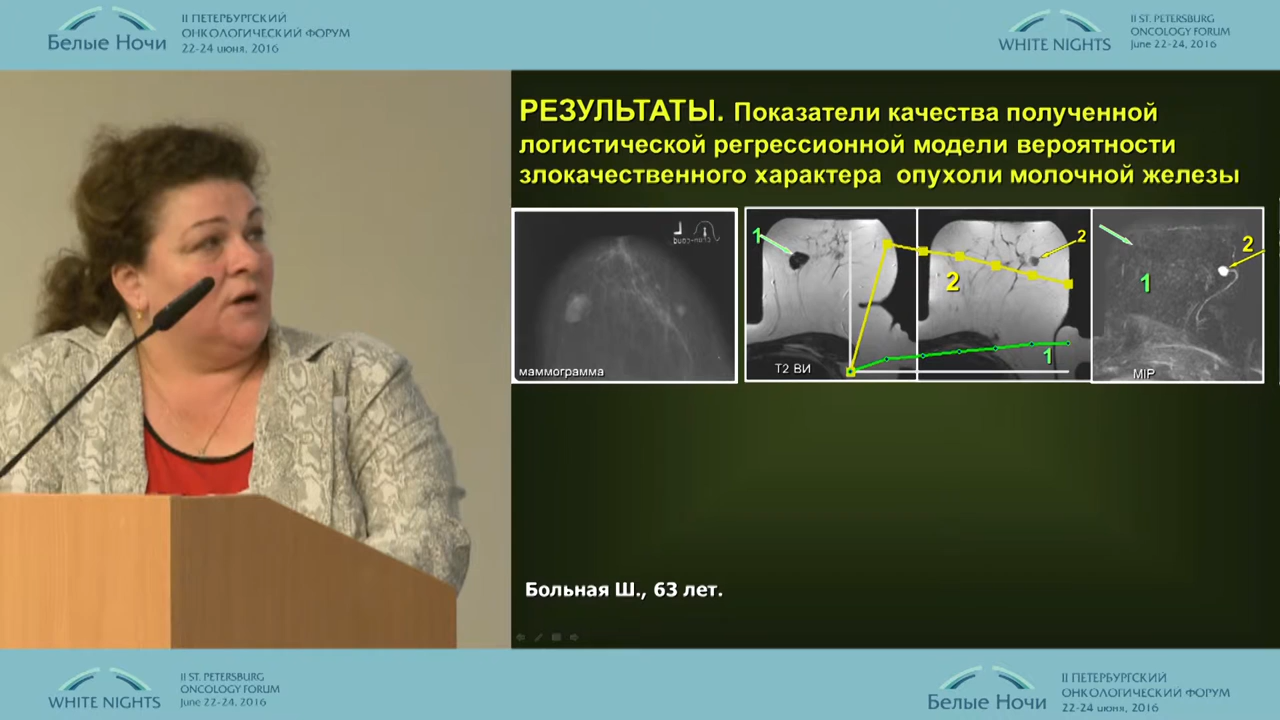 Белые Ночи
II ПЕТЕРБУРГСКИЙ
ОНКОЛОГИЧЕСКИЙ ФОРУМ
22-24 июня, 2016
WHITE NIGHTS
II ST. PETERSBURG
ONCOLOGY FORUM
June 22-24, 2016
РЕЗУЛЬТАТЫ. Показатели качества полученной
логистической регрессионной модели вероятности
злокачественного характера опухоли молочной железы
L
маммограмма
1
2
2
1
T2 ВИ
1
2
MIP
Больная Ш., 63 лет.
WHITE NIGHTS
II ST. PETERSBURG
ONCOLOGY FORUM
June 22-24, 2016
Белые Ночи
II ПЕТЕРБУРГСКИЙ
ОНКОЛОГИЧЕСКИЙ ФОРУМ
22-24 июня, 2016